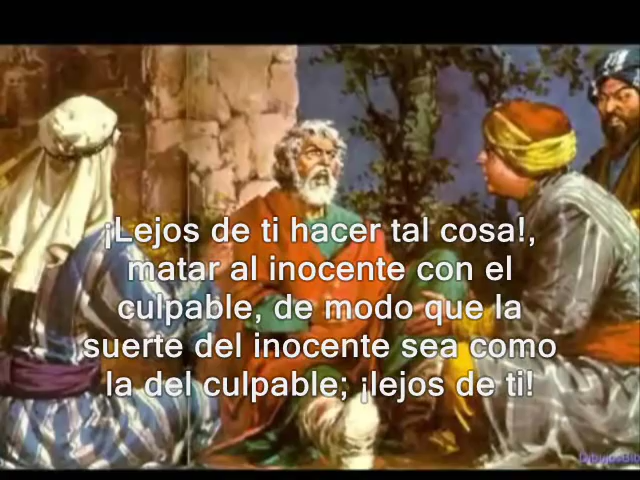 ¡Lejos de ti hacer tal cosa!,
matar al inocente con el
culpable, de modo que la
suerte del inocente sea como
la del culpable; ¡lejos de ti!